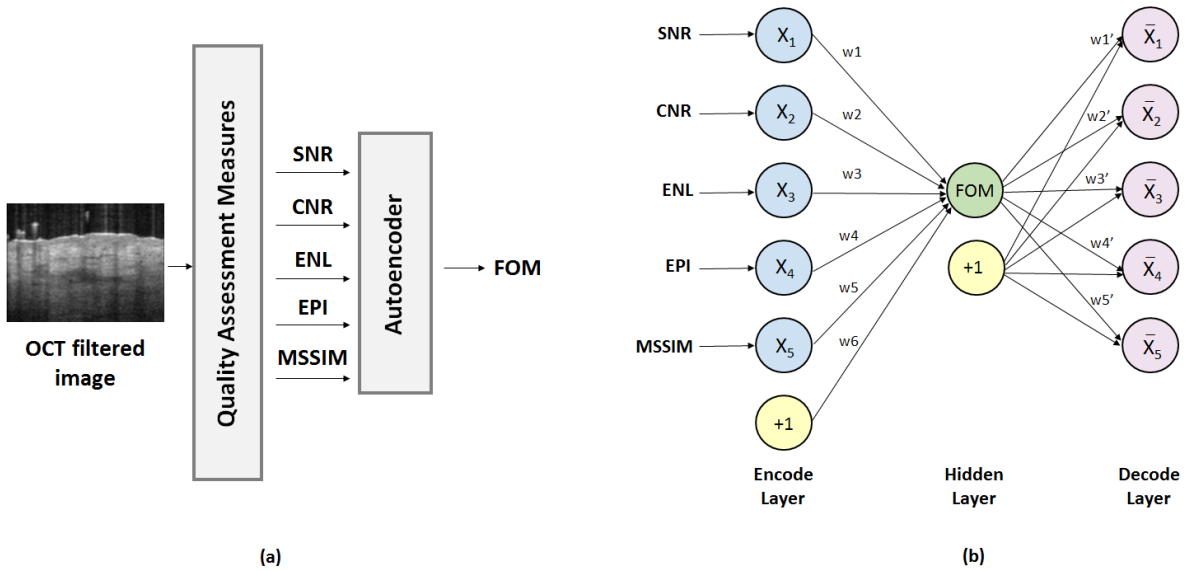 OCT filtered
image
Quality Assessment Measures
SNR
CNR
ENL
EPI
MSSIM
Autoencoder
FOM
(a)
SNR
CNR
ENL
EPI
MSSIM
X1
X2
X3
X4
X5
+1
w1
w2
w3
w4
w5
w6
FOM
+1
w1’
w2’
w3’
w4’
w5’
X̄1
X̄2
X̄3
X̄4
X̄5
Encode
Layer
Hidden
Layer
Decode
Layer
(b)